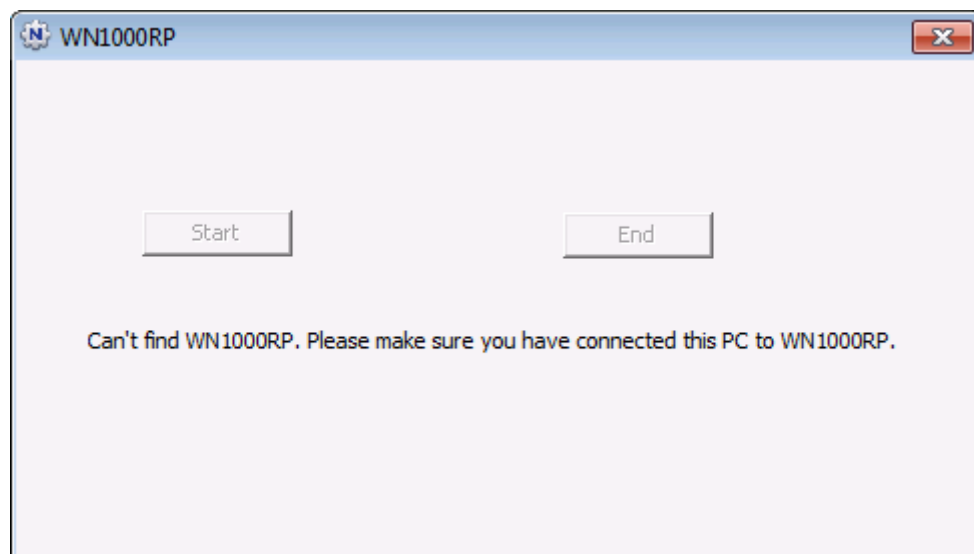 WN1000RP
Start
End
Can't find WN1000RP. Please make sure you have connected this PC to WN1000RP.